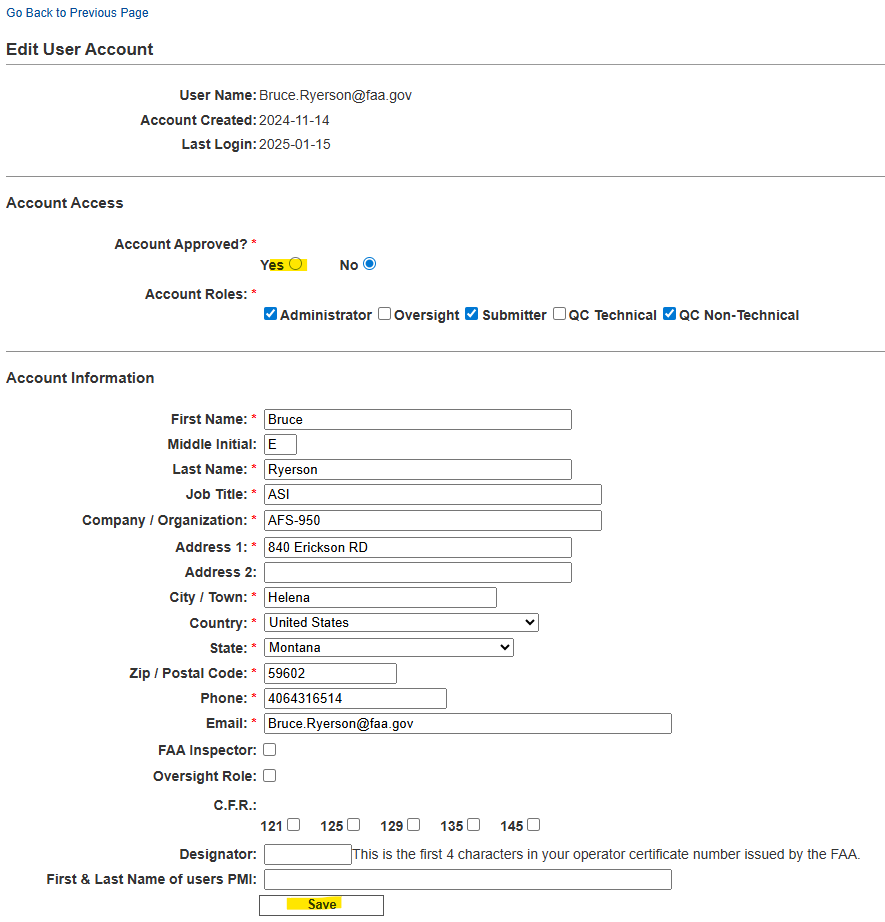 Go Back to Previous Page
Edit User Account
User Name: Bruce.Ryerson@faa.gov
Account Created: 2024-11-14
Last Login: 2025-01-15
Account Access
Account Approved? *
Yes No
Account Roles: *
Administrator Oversight Submitter QC Technical QC Non-Technical
Account Information
First Name: * Bruce
Middle Initial: E
Last Name: * Ryerson
Job Title: * ASI
Company / Organization: * AFS-950
Address 1: * 840 Erickson RD
Address 2:
City / Town: * Helena
Country: * United States
State: * Montana
Zip / Postal Code: * 59602
Phone: * 4064316514
Email: * Bruce.Ryerson@faa.gov
FAA Inspector:
Oversight Role:
C.F.R.:
121 125 129 135 145
Designator: This is the first 4 characters in your operator certificate number issued by the FAA.
First & Last Name of users PMI:
Save